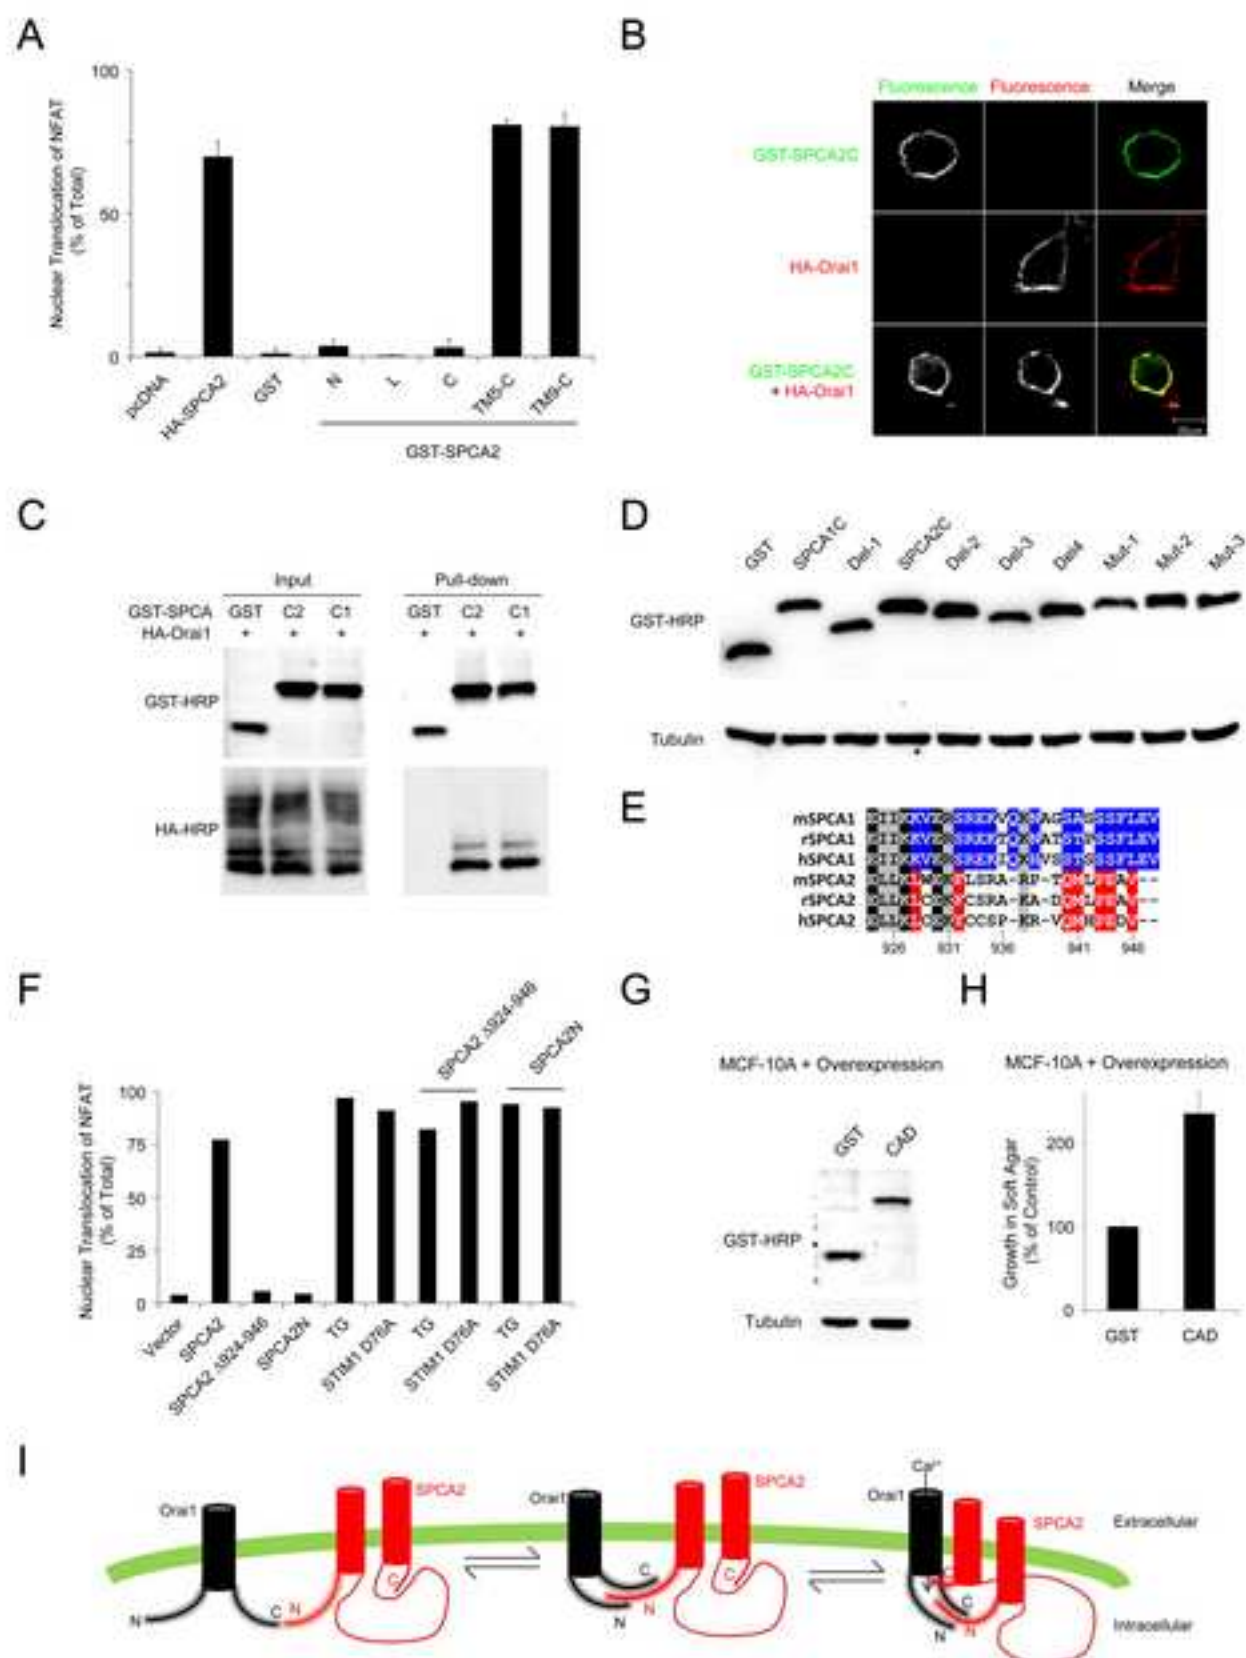 A
100
50
0
Nuclear Translocation of NFAT
(% of Total)
pcDNA
HA-SPCA2
GST
N
L
C
TM5-C
TM9-C
GST-SPCA2
B
Fluorescence
Fluorescence
Merge
GST-SPCA2C
HA-Orai1
GST-SPCA2C
+ HA-Orai1
C
Input
Pull-down
GST-SPCA GST C2 C1 GST C2 C1
HA-Orai1 + + + + + +
GST-HRP
HA-HRP
D
GST
SPCA1C
Del-1
SPCA2C
Del-2
Del-3
Del4
Mut-1
Mut-2
Mut-3
GST-HRP
Tubulin
E
mSPCA1
rSPCA1
hSPCA1
mSPCA2
rSPCA2
hSPCA2
926 931 936 941 946
F
Nuclear Translocation of NFAT
(% of Total)
100
75
50
25
0
SPCA2 Δ924-946
SPCA2N
Vector
SPCA2
SPCA2 Δ924-946
SPCA2N
TG
STIM1 D76A
TG
STIM1 D76A
TG
STIM1 D76A
G
MCF-10A + Overexpression
GST
CAD
GST-HRP
Tubulin
H
MCF-10A + Overexpression
Growth in Soft Agar
(% of Control)
200
100
0
GST
CAD
I
Orai1
SPCA2
N
C
N
C
Orai1
SPCA2
C
N
N
C
Ca²⁺
Orai1
SPCA2
C
C
N
N
Extracellular
Intracellular